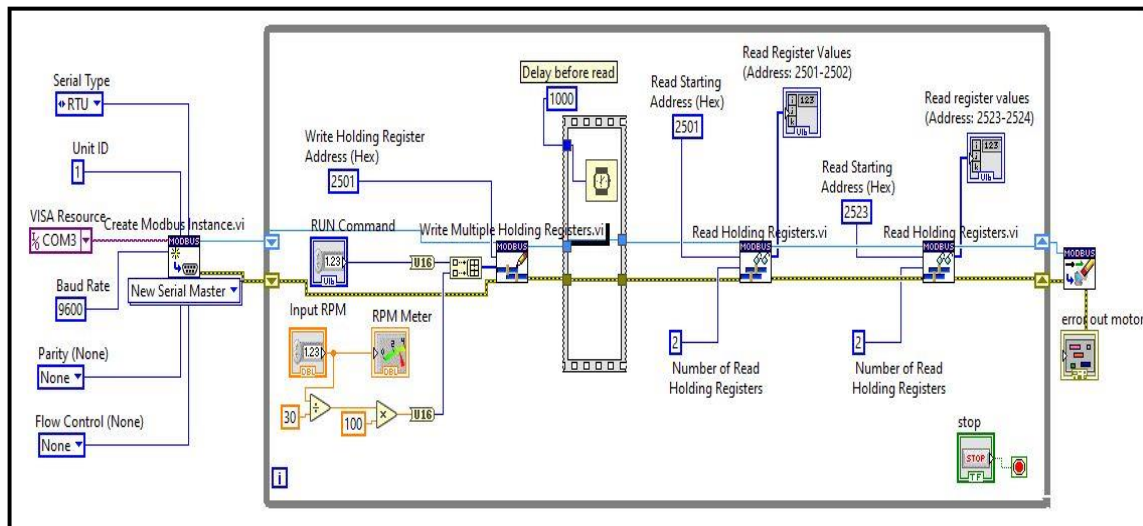 Serial Type
RTU
Unit ID
1
VISA Resource
COM3
Create Modbus Instance.vi
MODBUS
New Serial Master
Baud Rate
9600
Parity (None)
None
Flow Control (None)
None
Write Holding Register
Address (Hex)
2501
RUN Command
1.23
U16
Write Multiple Holding Registers.vi
MODBUS
Input RPM
1.23
DBL
RPM Meter
DBL
30
100
U16
Delay before read
1000
Read Starting
Address (Hex)
2501
Read Register Values
(Address: 2501-2502)
123
Read Holding Registers.vi
MODBUS
2
Number of Read
Holding Registers
Read Starting
Address (Hex)
2523
Read register values
(Address: 2523-2524)
123
Read Holding Registers.vi
MODBUS
2
Number of Read
Holding Registers
MODBUS
error out motor
stop
STOP
TF
i